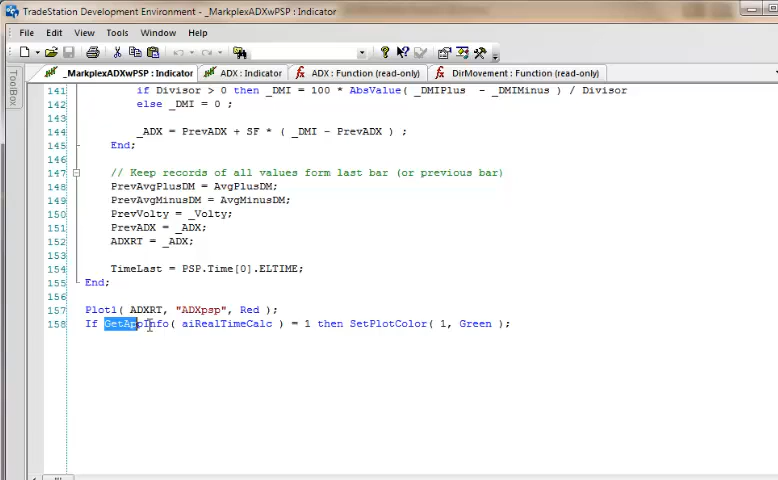 TradeStation Development Environment - _MarkplexADXwPSP : Indicator
File Edit View Tools Window Help
_MarkplexADXwPSP : Indicator ADX : Indicator ADX : Function (read-only) DirMovement : Function (read-only)
ToolBox
141 if Divisor > 0 then _DMI = 100 * AbsValue( _DMIPlus - _DMIMinus ) / Divisor
142 else _DMI = 0 ;
143
144 _ADX = PrevADX + SF * ( _DMI - PrevADX ) ;
145 End;
146
147 // Keep records of all values form last bar (or previous bar)
148 PrevAvgPlusDM = AvgPlusDM;
149 PrevAvgMinusDM = AvgMinusDM;
150 PrevVolty = _Volty;
151 PrevADX = _ADX;
152 ADXRT = _ADX;
153
154 TimeLast = PSP.Time[0].ELTIME;
155 End;
156
157 Plot1( ADXRT, "ADXpsp", Red );
158 If GetAppInfo( aiRealTimeCalc ) = 1 then SetPlotColor( 1, Green );